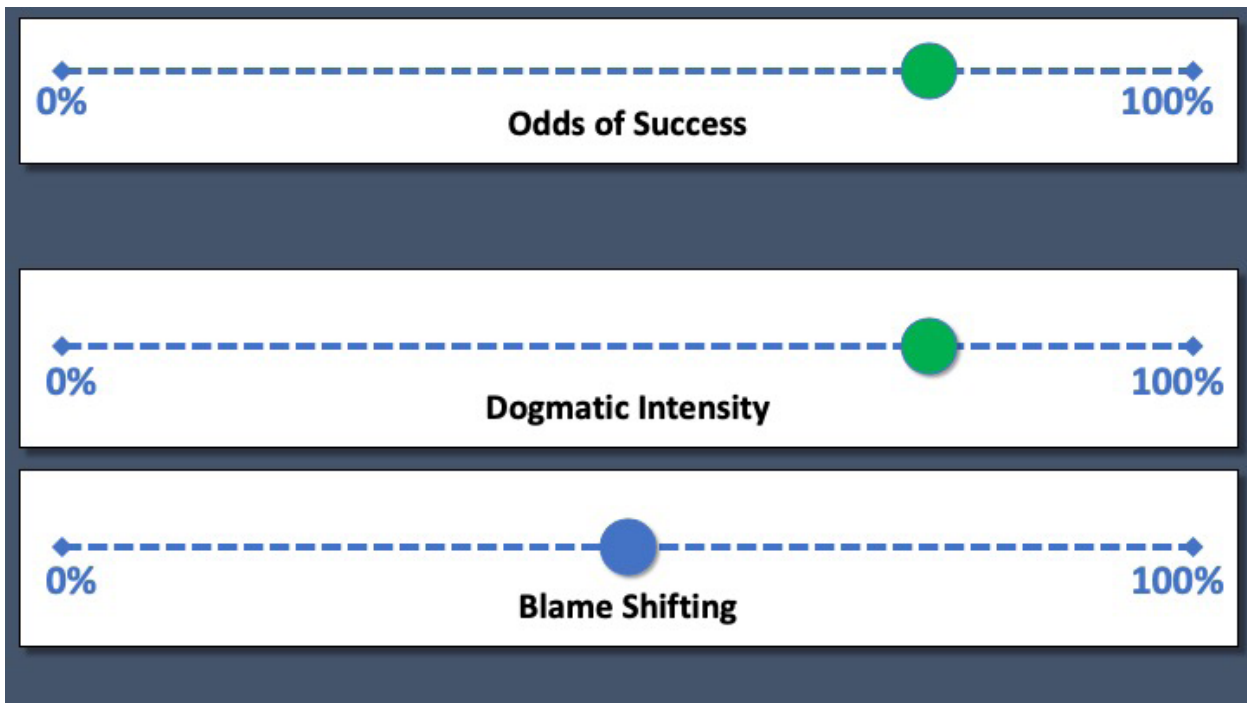 0% 100%
Odds of Success
0% 100%
Dogmatic Intensity
0% 100%
Blame Shifting